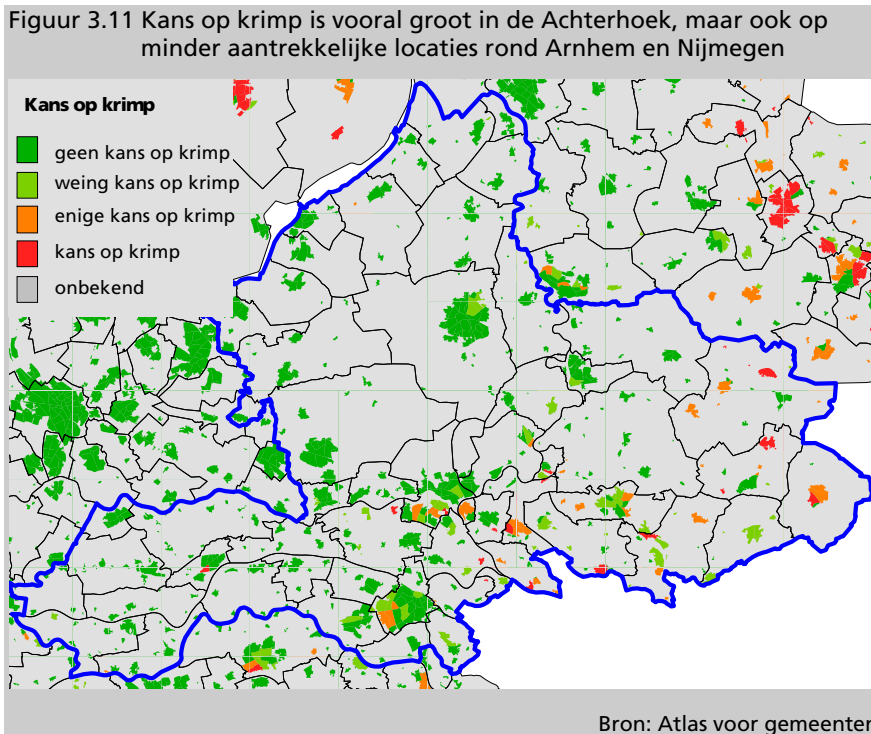 Figuur 3.11 Kans op krimp is vooral groot in de Achterhoek, maar ook op
minder aantrekkelijke locaties rond Arnhem en Nijmegen
Kans op krimp
geen kans op krimp
weing kans op krimp
enige kans op krimp
kans op krimp
onbekend
Bron: Atlas voor gemeenten